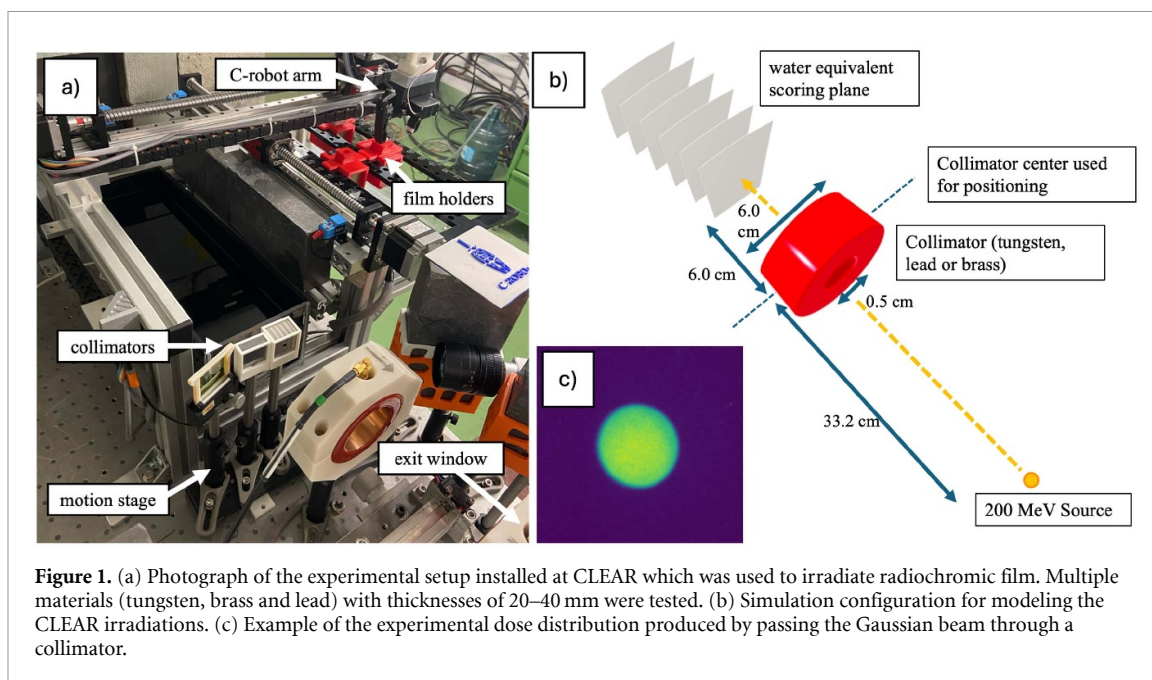 a)
C-robot arm
film holders
collimators
exit window
motion stage
b)
water equivalent
scoring plane
Collimator center used
for positioning
6.0
cm
Collimator (tungsten,
lead or brass)
6.0 cm
0.5 cm
c)
33.2 cm
200 MeV Source
Figure 1. (a) Photograph of the experimental setup installed at CLEAR which was used to irradiate radiochromic film. Multiple
materials (tungsten, brass and lead) with thicknesses of 20–40 mm were tested. (b) Simulation configuration for modeling the
CLEAR irradiations. (c) Example of the experimental dose distribution produced by passing the Gaussian beam through a
collimator.